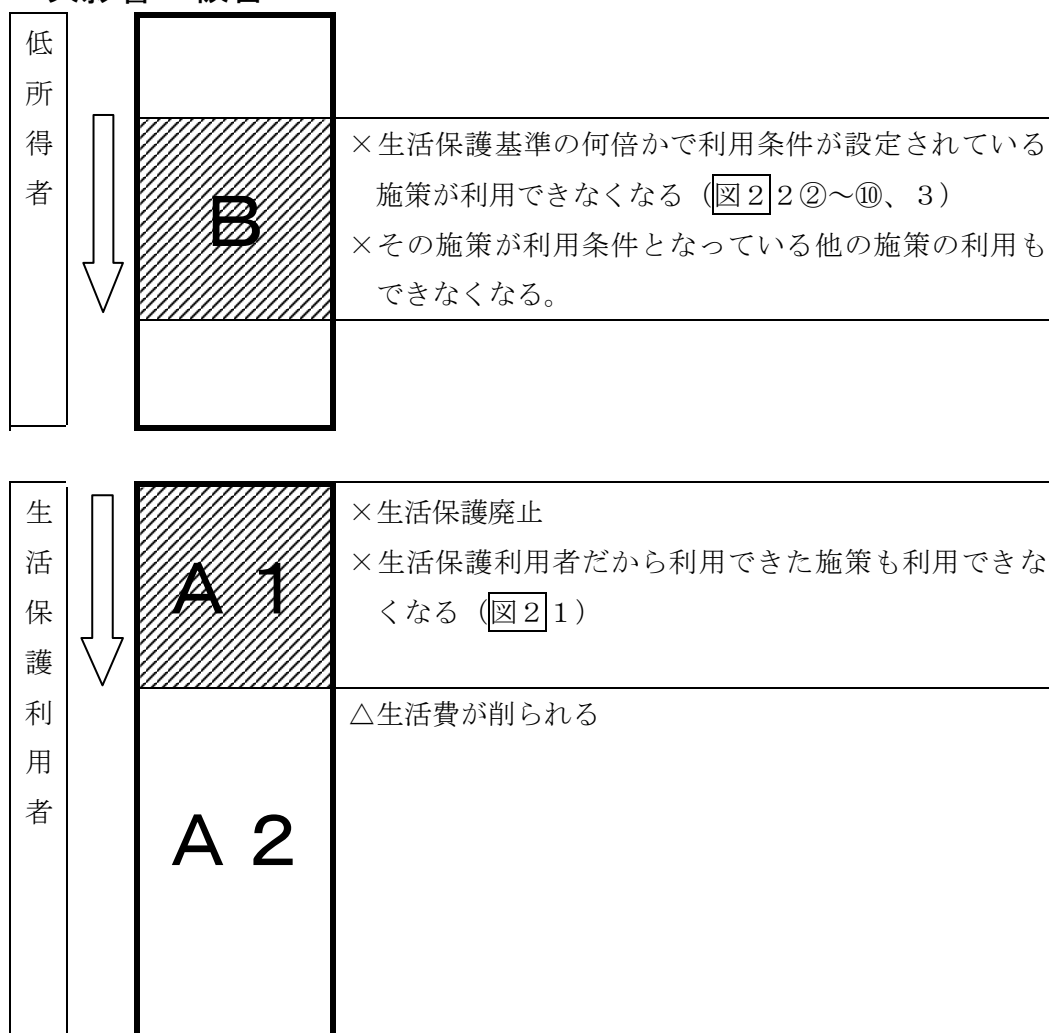 低所得者
B
×生活保護基準の何倍かで利用条件が設定されている
施策が利用できなくなる（図２２②～⑩、３）
×その施策が利用条件となっている他の施策の利用も
できなくなる。
生活保護利用者
Ａ１
×生活保護廃止
×生活保護利用者だから利用できた施策も利用できな
くなる（図２１）
Ａ２
△生活費が削られる